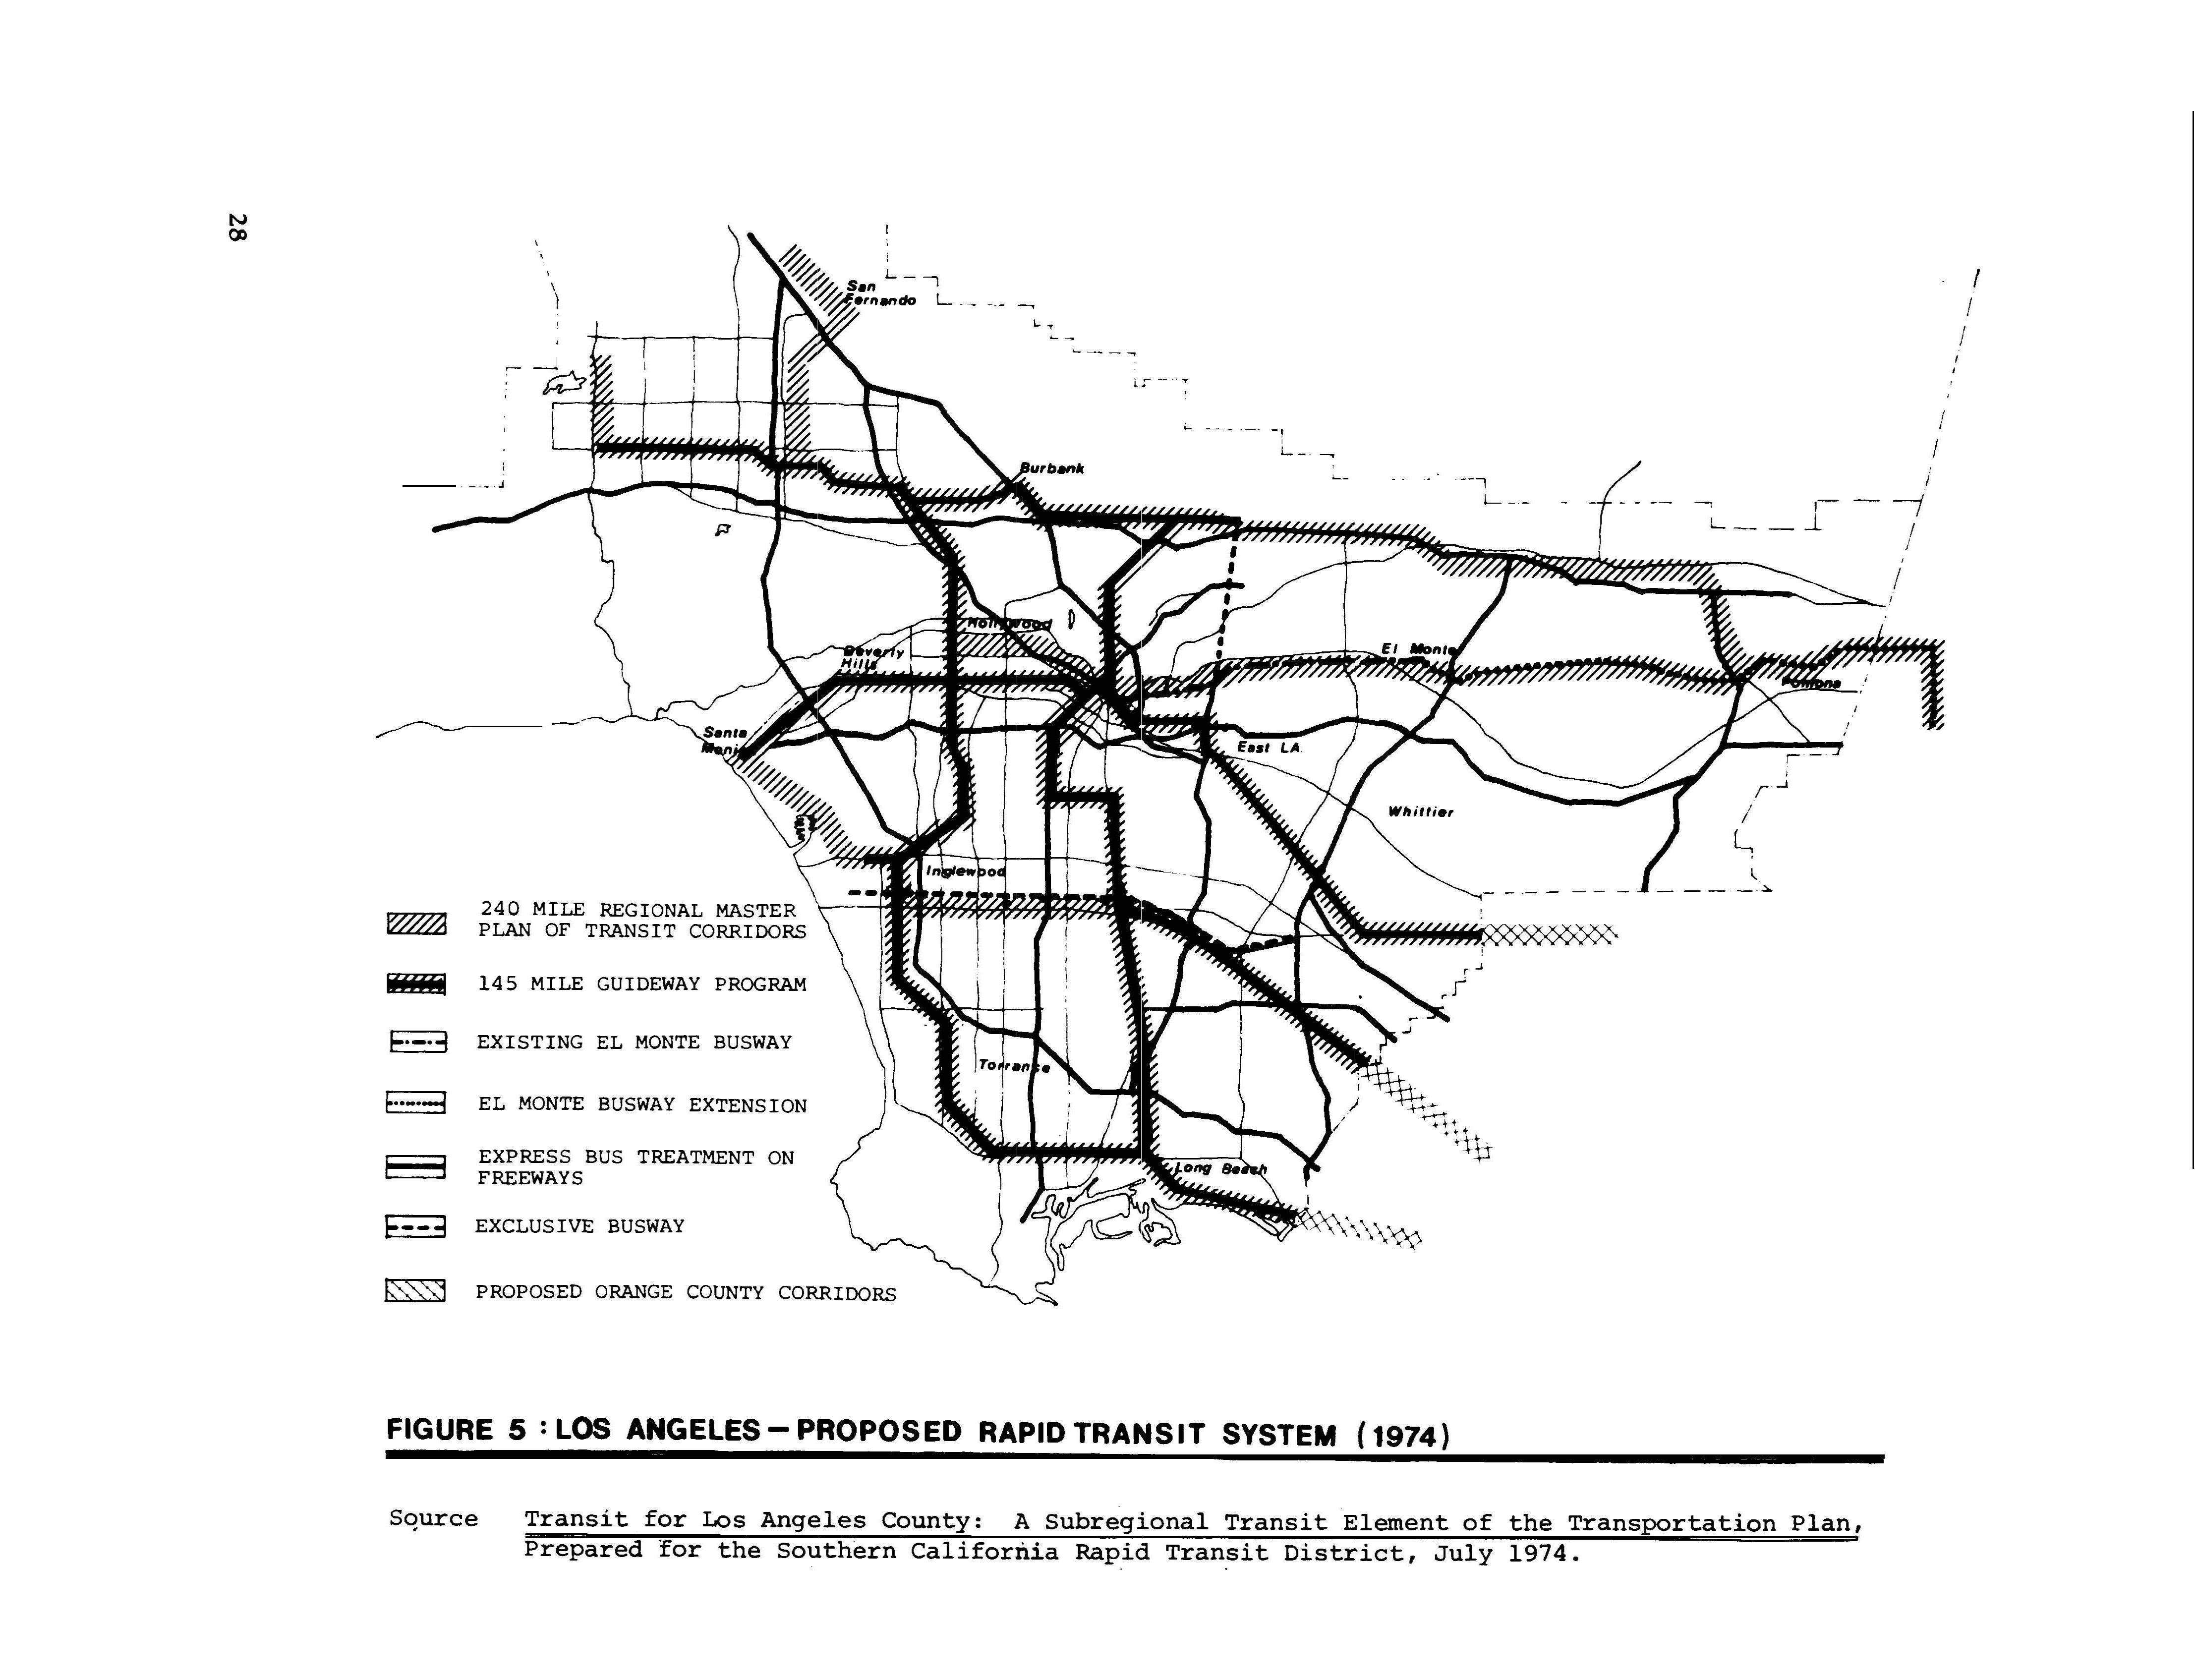 28
San
Fernando
Burbank
Hollywood
Beverly
Hills
El Monte
Pomona
Santa
East LA.
Whittier
Inglewood
Torrance
Long Beach
240 MILE REGIONAL MASTER
PLAN OF TRANSIT CORRIDORS
145 MILE GUIDEWAY PROGRAM
EXISTING EL MONTE BUSWAY
EL MONTE BUSWAY EXTENSION
EXPRESS BUS TREATMENT ON
FREEWAYS
EXCLUSIVE BUSWAY
PROPOSED ORANGE COUNTY CORRIDORS
FIGURE 5 : LOS ANGELES — PROPOSED RAPID TRANSIT SYSTEM (1974)
Source Transit for Los Angeles County: A Subregional Transit Element of the Transportation Plan,
Prepared for the Southern California Rapid Transit District, July 1974.